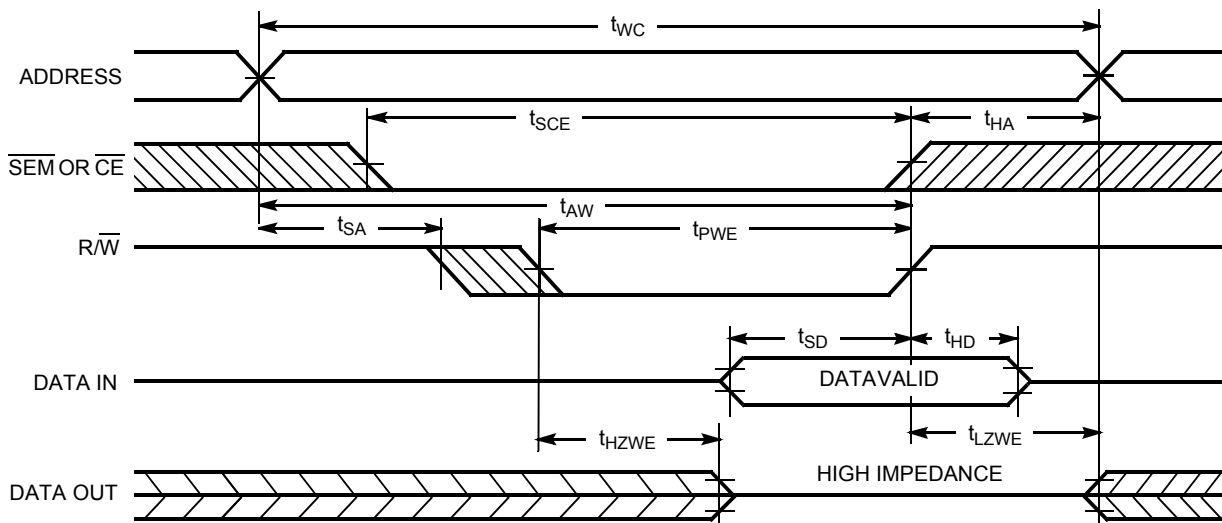 tWC
ADDRESS
tSCE
tHA
SEM OR CE
tAW
tSA
tPWE
R/W
tSD
tHD
DATA IN
DATAVALID
tHZWE
tLZWE
HIGH IMPEDANCE
DATA OUT